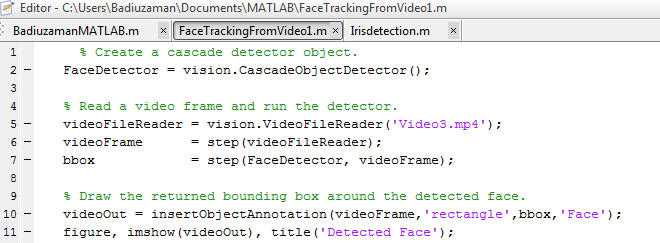 Editor - C:\Users\Badiuzaman\Documents\MATLAB\FaceTrackingFromVideo1.m
BadiuzamanMATLAB.m × FaceTrackingFromVideo1.m × Irisdetection.m ×
1 % Create a cascade detector object.
2 – FaceDetector = vision.CascadeObjectDetector();
3
4 % Read a video frame and run the detector.
5 – videoFileReader = vision.VideoFileReader('Video3.mp4');
6 – videoFrame = step(videoFileReader);
7 – bbox = step(FaceDetector, videoFrame);
8
9 % Draw the returned bounding box around the detected face.
10 – videoOut = insertObjectAnnotation(videoFrame,'rectangle',bbox,'Face');
11 – figure, imshow(videoOut), title('Detected Face');